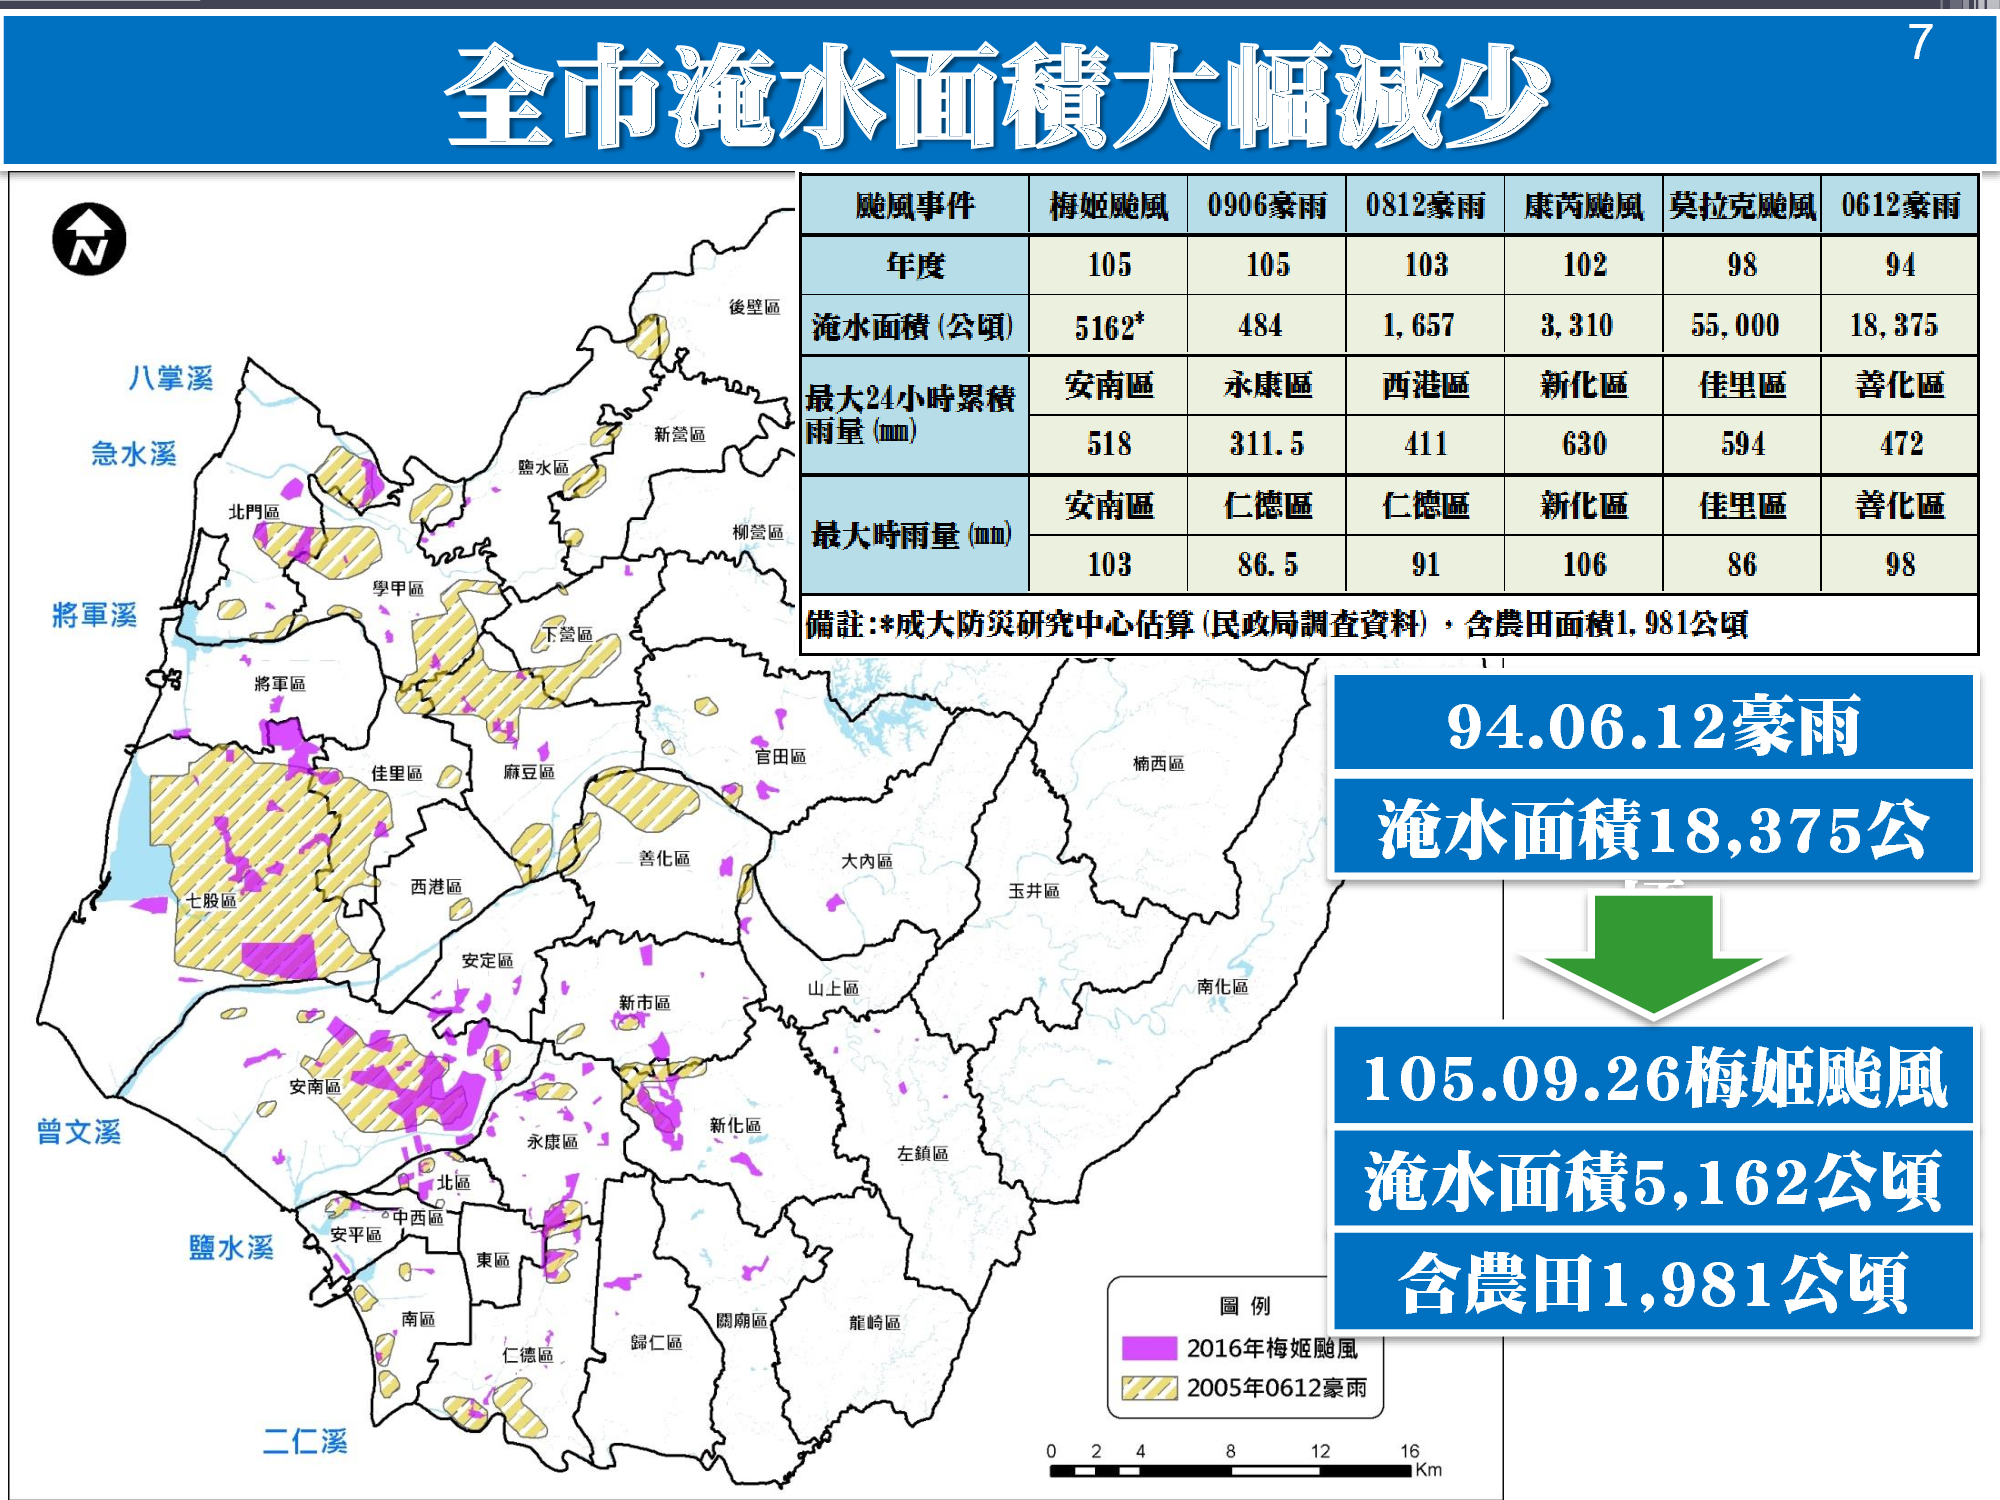 7
全市淹水面積大幅減少
颱風事件 梅姬颱風 0906豪雨 0812豪雨 康芮颱風 莫拉克颱風 0612豪雨
年度 105 105 103 102 98 94
淹水面積(公頃) 5162* 484 1,657 3,310 55,000 18,375
最大24小時累積雨量(mm) 安南區 永康區 西港區 新化區 佳里區 善化區
518 311.5 411 630 594 472
最大時雨量(mm) 安南區 仁德區 仁德區 新化區 佳里區 善化區
103 86.5 91 106 86 98
備註:*成大防災研究中心估算(民政局調查資料)，含農田面積1,981公頃
N
後壁區
八掌溪
新營區
急水溪
鹽水區
北門區
柳營區
學甲區
將軍溪
下營區
將軍區
官田區
楠西區
佳里區
麻豆區
善化區
大內區
西港區
玉井區
七股區
安定區
山上區
南化區
新市區
安南區
新化區
曾文溪
永康區
左鎮區
北區
中西區
安平區
鹽水溪
東區
南區
關廟區
龍崎區
歸仁區
仁德區
二仁溪
94.06.12豪雨
淹水面積18,375公
105.09.26梅姬颱風
淹水面積5,162公頃
含農田1,981公頃
圖 例
2016年梅姬颱風
2005年0612豪雨
0 2 4 8 12 16
Km